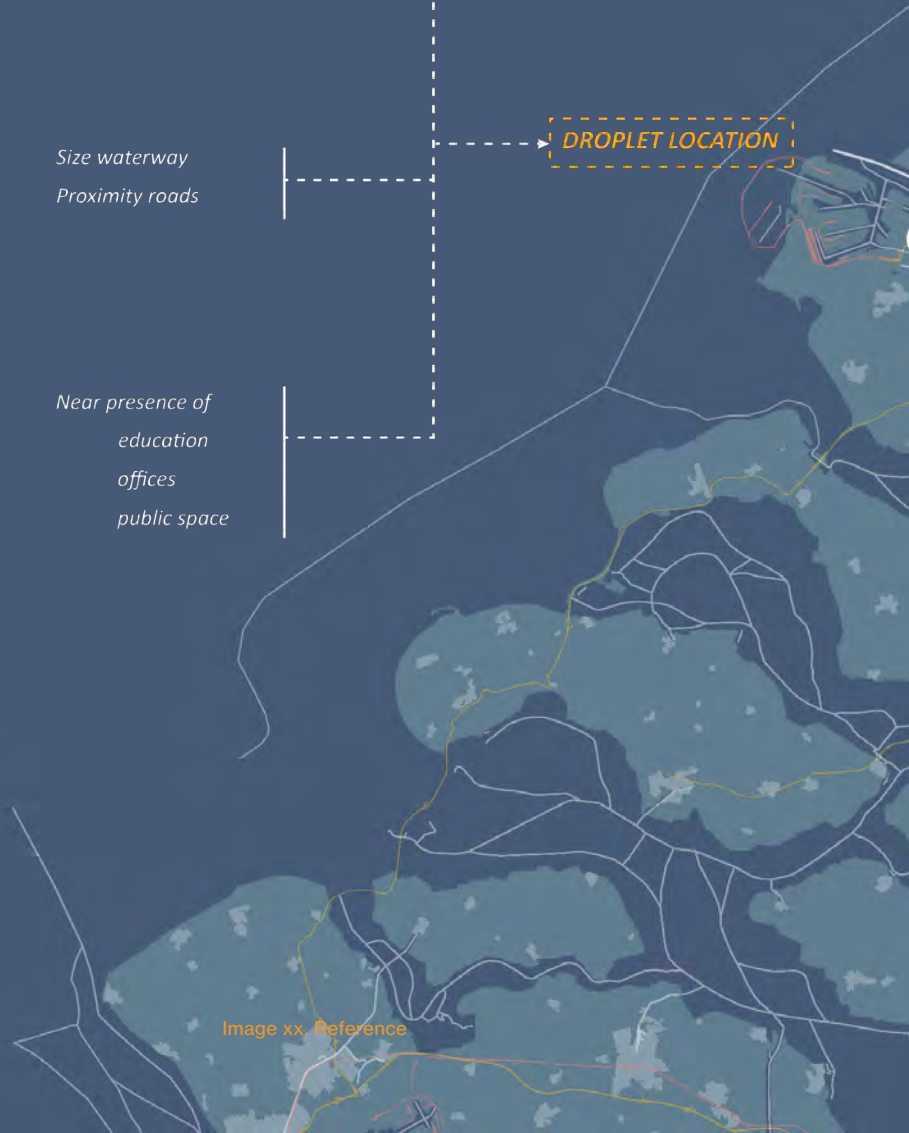 DROPLET LOCATION
Size waterway
Proximity roads
Near presence of
education
offices
public space
Image xx. Reference